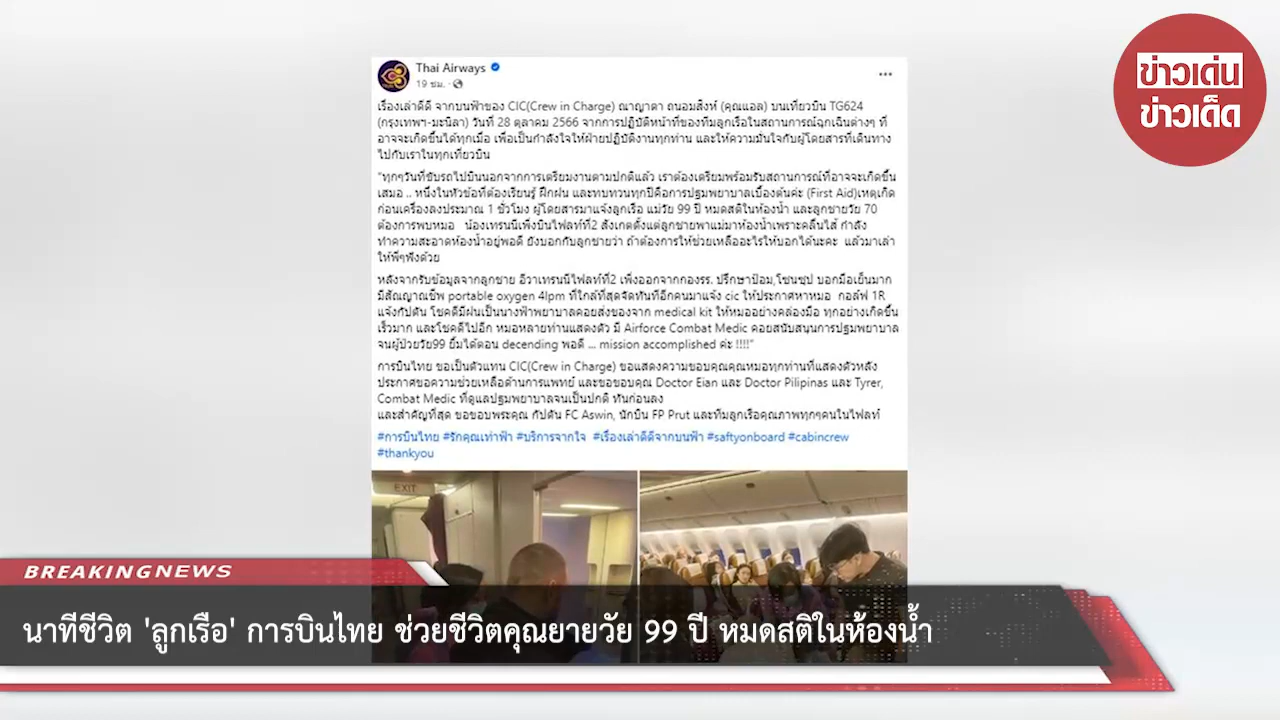 Thai Airways
19 ชม.
ข่าวเด่น
ข่าวเด็ด
เรื่องเล่าดีดี จากบนฟ้าของ CIC(Crew in Charge) ณาญาดา ถนอมสิงห์ (คุณแอล) บนเที่ยวบิน TG624
(กรุงเทพฯ-มะนิลา) วันที่ 28 ตุลาคม 2566 จากการปฏิบัติหน้าที่ของทีมลูกเรือในสถานการณ์ฉุกเฉินต่างๆ ที่
อาจจะเกิดขึ้นได้ทุกเมื่อ เพื่อเป็นกำลังใจให้ฝ่ายปฏิบัติงานทุกท่าน และให้ความมั่นใจกับผู้โดยสารที่เดินทาง
ไปกับเราในทุกเที่ยวบิน
"ทุกๆวันที่ขับรถไปบินนอกจากการเตรียมงานตามปกติแล้ว เราต้องเตรียมพร้อมรับสถานการณ์ที่อาจจะเกิดขึ้น
เสมอ .. หนึ่งในหัวข้อที่ต้องเรียนรู้ ฝึกฝน และทบทวนทุกปีคือการปฐมพยาบาลเบื้องต้นค่ะ (First Aid)เหตุเกิด
ก่อนเครื่องลงประมาณ 1 ชั่วโมง ผู้โดยสารมาแจ้งลูกเรือ แม่วัย 99 ปี หมดสติในห้องน้ำ และลูกชายวัย 70
ต้องการพบหมอ น้องเทรนนี่เพิ่งบินไฟล์ทที่2 สังเกตตั้งแต่ลูกชายพาแม่มาห้องน้ำเพราะคลื่นไส้ กำลัง
ทำความสะอาดห้องน้ำอยู่พอดี ยังบอกกับลูกชายว่า ถ้าต้องการให้ช่วยเหลืออะไรให้บอกได้นะคะ แล้วมาเล่า
ให้พี่ๆฟังด้วย
หลังจากรับข้อมูลจากลูกชาย อีวาเทรนนี่ไฟลท์ที่2 เพิ่งออกจากกองรร. ปรึกษาป้อม,โชนซุป บอกมือเย็นมาก
มีสัญญาณชีพ portable oxygen 4lpm ที่ใกล้ที่สุดจัดทันทีอีกคนมาแจ้ง cic ให้ประกาศหาหมอ กอล์ฟ 1R
แจ้งกัปตัน โชคดีมีฝนเป็นนางฟ้าพยาบาลคอยส่งของจาก medical kit ให้หมออย่างคล่องมือ ทุกอย่างเกิดขึ้น
เร็วมาก และโชคดีไปอีก หมอหลายท่านแสดงตัว มี Airforce Combat Medic คอยสนับสนุนการปฐมพยาบาล
จนผู้ป่วยวัย99 ยิ้มได้ตอน decending พอดี ... mission accomplished ค่ะ !!!!"
การบินไทย ขอเป็นตัวแทน CIC(Crew in Charge) ขอแสดงความขอบคุณคุณหมอทุกท่านที่แสดงตัวหลัง
ประกาศขอความช่วยเหลือด้านการแพทย์ และขอขอบคุณ Doctor Eian และ Doctor Pilipinas และ Tyrer,
Combat Medic ที่ดูแลปฐมพยาบาลจนเป็นปกติ ทันก่อนลง
และสำคัญที่สุด ขอขอบพระคุณ กัปตัน FC Aswin, นักบิน FP Prut และทีมลูกเรือคุณภาพทุกๆคนในไฟลท์
#การบินไทย #รักคุณเท่าฟ้า #บริการจากใจ #เรื่องเล่าดีดีจากบนฟ้า #saftyonboard #cabincrew
#thankyou
EXIT
BREAKINGNEWS
นาทีชีวิต 'ลูกเรือ' การบินไทย ช่วยชีวิตคุณยายวัย 99 ปี หมดสติในห้องน้ำ